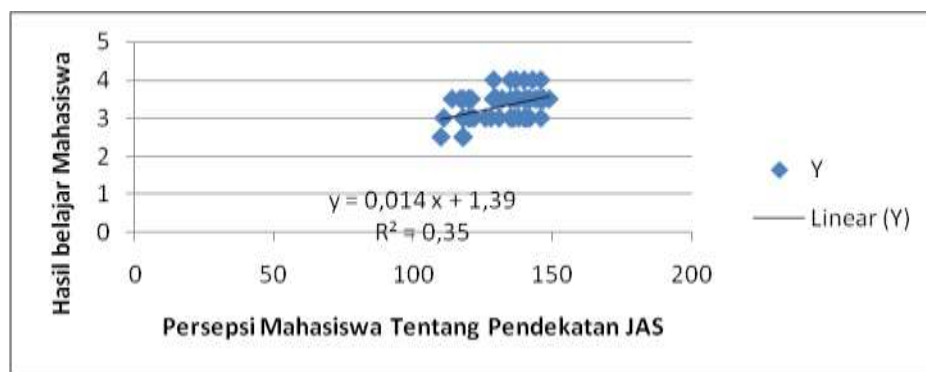 Hasil belajar Mahasiswa
5
4
3
2
1
0
y = 0,014 x + 1,39
R² = 0,35
0 50 100 150 200
Persepsi Mahasiswa Tentang Pendekatan JAS
Y
Linear (Y)